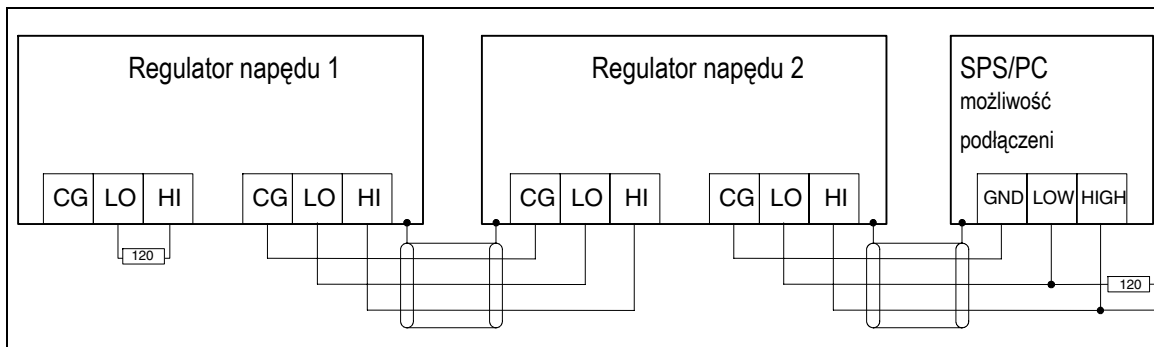 Regulator napędu 1
Regulator napędu 2
SPS/PC
możliwość
podłączeni
CG LO HI
CG LO HI
CG LO HI
CG LO HI
GND LOW HIGH
120
120